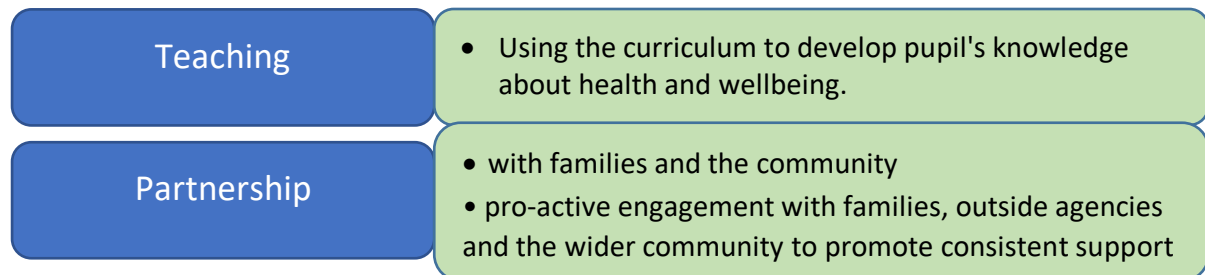 Teaching
• Using the curriculum to develop pupil's knowledge
about health and wellbeing.
Partnership
• with families and the community
• pro-active engagement with families, outside agencies
and the wider community to promote consistent support